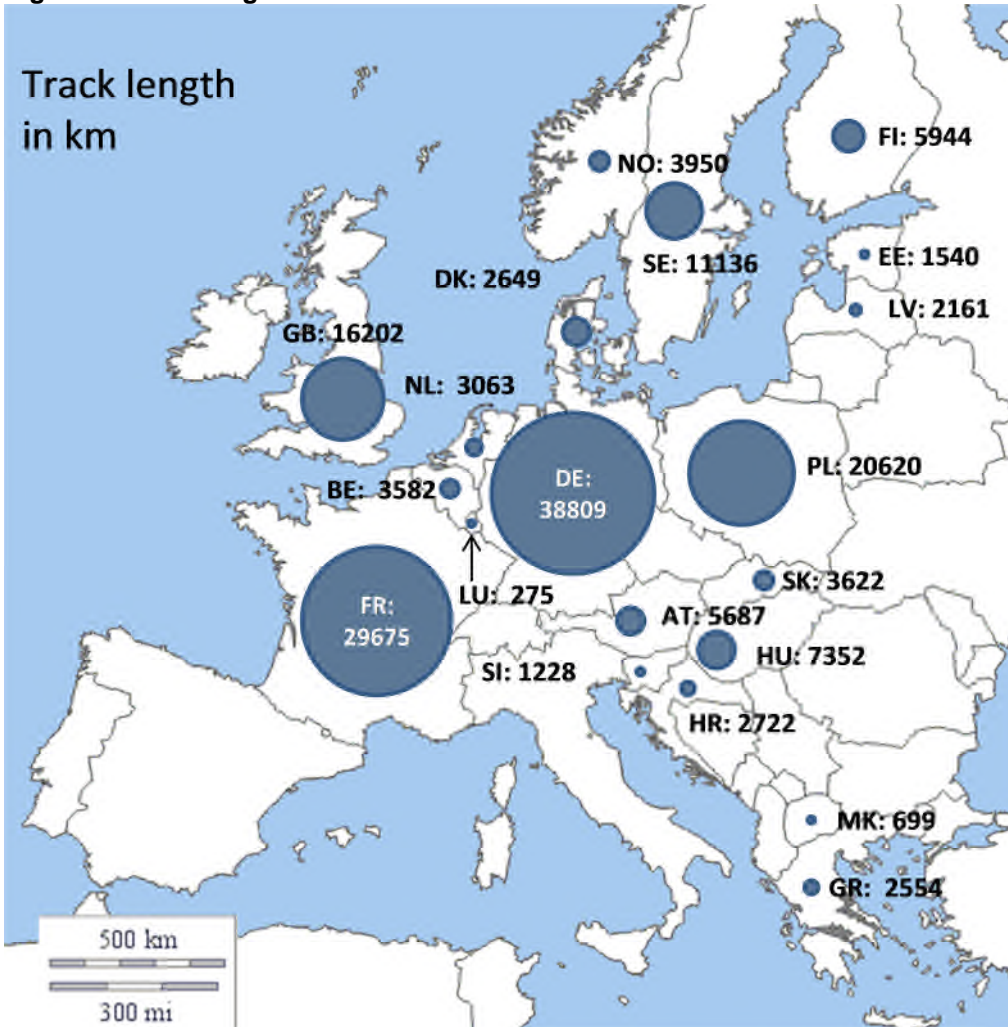 Track length
in km
FI: 5944
NO: 3950
SE: 11136
EE: 1540
DK: 2649
LV: 2161
GB: 16202
NL:  3063
PL: 20620
DE:
38809
BE:  3582
SK: 3622
LU:  275
FR:
29675
AT: 5687
HU: 7352
SI: 1228
HR: 2722
MK: 699
GR:  2554
500 km
300 mi